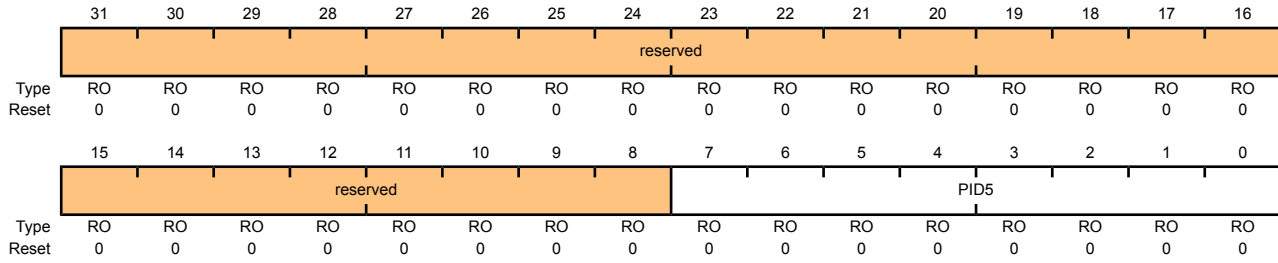 31 30 29 28 27 26 25 24 23 22 21 20 19 18 17 16
reserved
Type RO RO RO RO RO RO RO RO RO RO RO RO RO RO RO RO
Reset 0 0 0 0 0 0 0 0 0 0 0 0 0 0 0 0
15 14 13 12 11 10 9 8 7 6 5 4 3 2 1 0
reserved PID5
Type RO RO RO RO RO RO RO RO RO RO RO RO RO RO RO RO
Reset 0 0 0 0 0 0 0 0 0 0 0 0 0 0 0 0